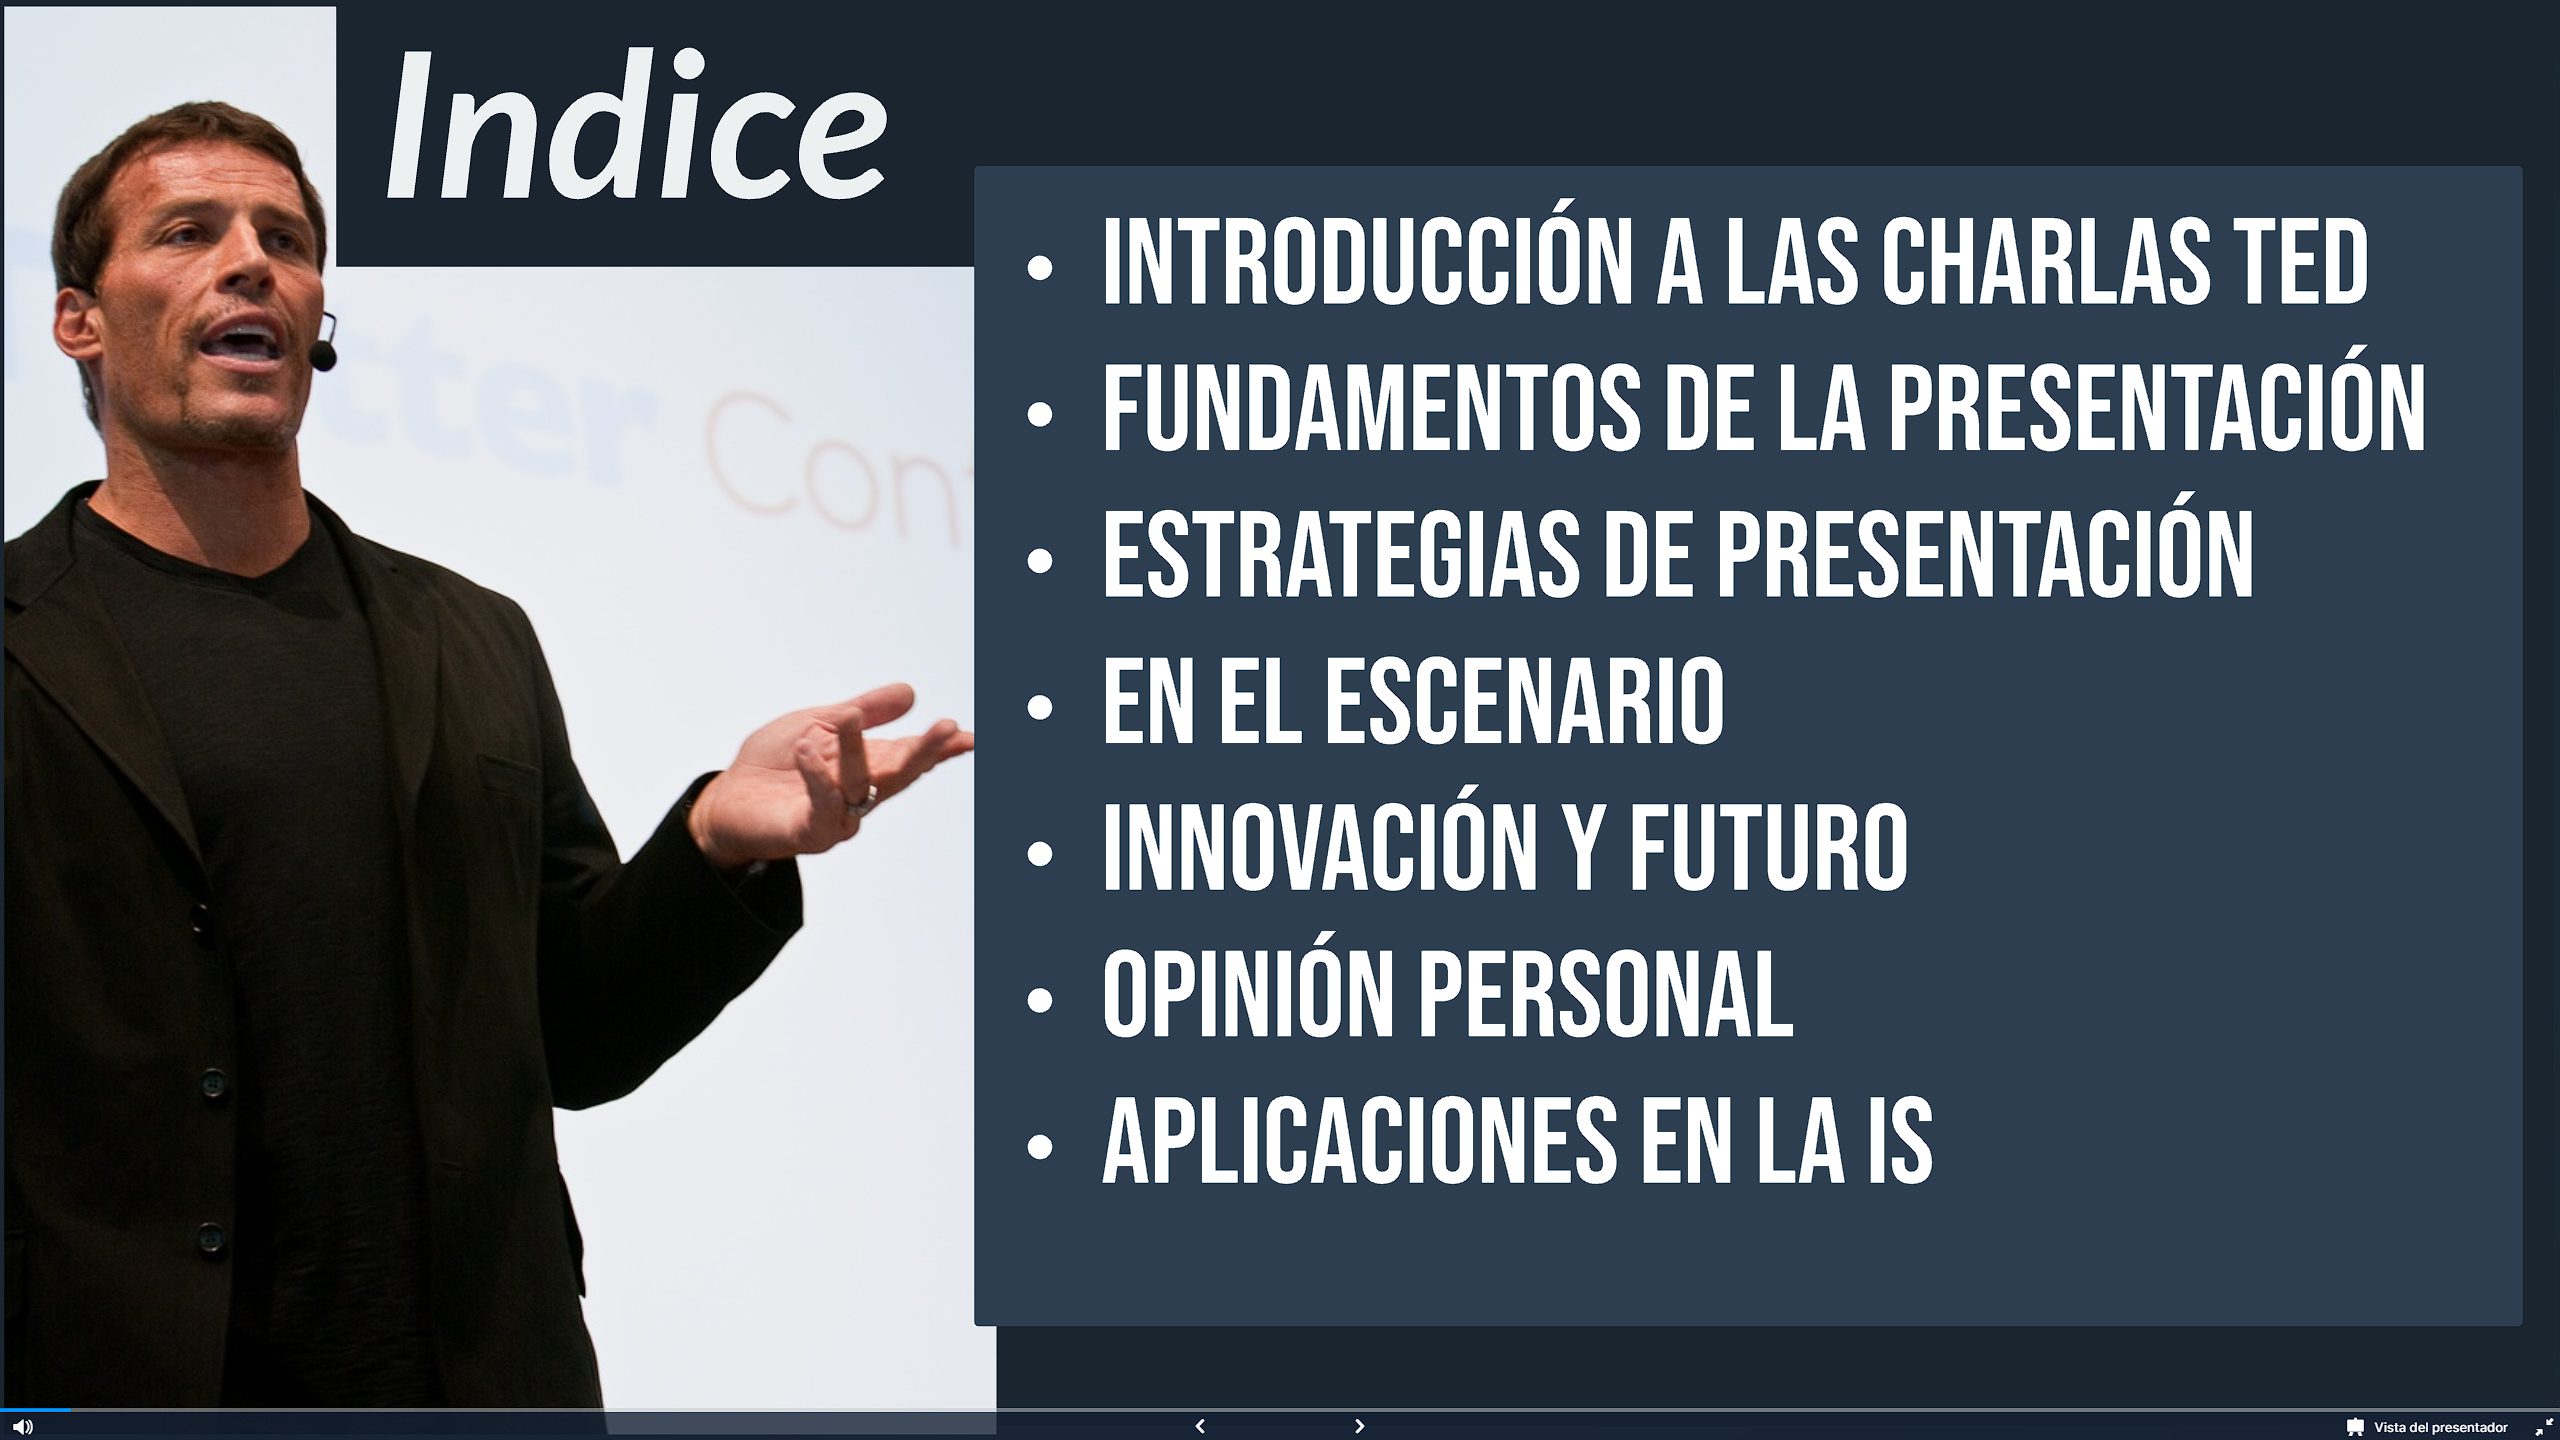 Indice
INTRODUCCIÓN A LAS CHARLAS TED
FUNDAMENTOS DE LA PRESENTACIÓN
ESTRATEGIAS DE PRESENTACIÓN
EN EL ESCENARIO
INNOVACIÓN Y FUTURO
OPINIÓN PERSONAL
APLICACIONES EN LA IS
Vista del presentador